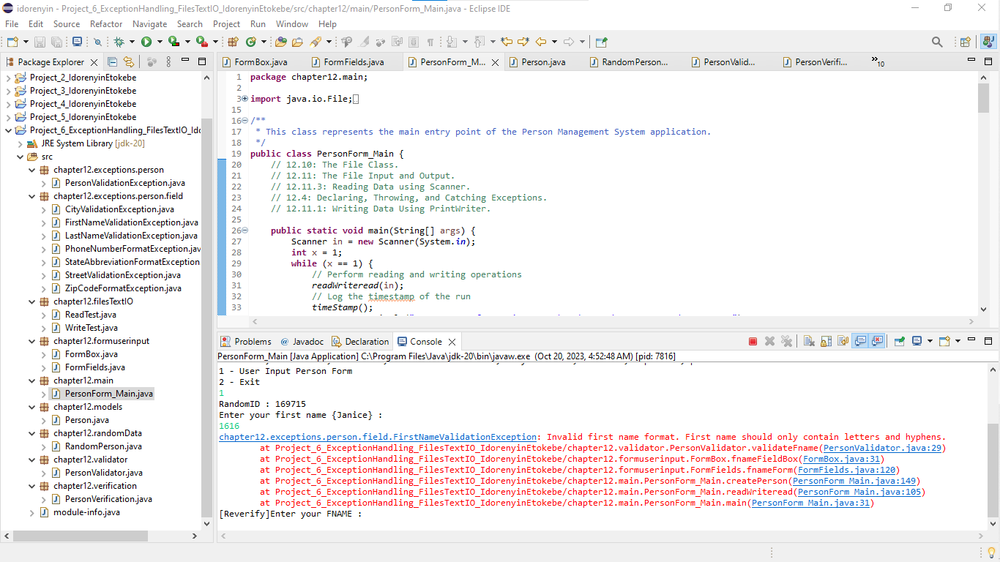 idorenyin - Project_6_ExceptionHandling_FilesTextIO_IdorenyinEtokebe/src/chapter12/main/PersonForm_Main.java - Eclipse IDE
File Edit Source Refactor Navigate Search Project Run Window Help
Package Explorer
Project_2_IdorenyinEtokebe
Project_3_IdorenyinEtokebe
Project_4_IdorenyinEtokebe
Project_5_IdorenyinEtokebe
Project_6_ExceptionHandling_FilesTextIO_Ido
JRE System Library [jdk-20]
src
chapter12.exceptions.person
PersonValidationException.java
chapter12.exceptions.person.field
CityValidationException.java
FirstNameValidationException.java
LastNameValidationException.java
PhoneNumberFormatException.jav
StateAbbreviationFormatException
StreetValidationException.java
ZipCodeFormatException.java
chapter12.filesTextIO
ReadTest.java
WriteTest.java
chapter12.formuserinput
FormBox.java
FormFields.java
chapter12.main
PersonForm_Main.java
chapter12.models
Person.java
chapter12.randomData
RandomPerson.java
chapter12.validator
PersonValidator.java
chapter12.verification
PersonVerification.java
module-info.java
FormBox.java FormFields.java PersonForm_M... Person.java RandomPerson... PersonValid... PersonVerifi... 10
1 package chapter12.main;
2
3 import java.io.File;
15
16 /**
17 * This class represents the main entry point of the Person Management System application.
18 */
19 public class PersonForm_Main {
20 // 12.10: The File Class.
21 // 12.11: The File Input and Output.
22 // 12.11.3: Reading Data using Scanner.
23 // 12.4: Declaring, Throwing, and Catching Exceptions.
24 // 12.11.1: Writing Data Using PrintWriter.
25
26 public static void main(String[] args) {
27 Scanner in = new Scanner(System.in);
28 int x = 1;
29 while (x == 1) {
30 // Perform reading and writing operations
31 readWriteread(in);
32 // Log the timestamp of the run
33 timeStamp();
Problems Javadoc Declaration Console
PersonForm_Main [Java Application] C:\Program Files\Java\jdk-20\bin\javaw.exe (Oct 20, 2023, 4:52:48 AM) [pid: 7816]
1 - User Input Person Form
2 - Exit
1
RandomID : 169715
Enter your first name {Janice} :
1616
chapter12.exceptions.person.field.FirstNameValidationException: Invalid first name format. First name should only contain letters and hyphens.
at Project_6_ExceptionHandling_FilesTextIO_IdorenyinEtokebe/chapter12.validator.PersonValidator.validateFname(PersonValidator.java:29)
at Project_6_ExceptionHandling_FilesTextIO_IdorenyinEtokebe/chapter12.formuserinput.FormBox.fnameFieldBox(FormBox.java:31)
at Project_6_ExceptionHandling_FilesTextIO_IdorenyinEtokebe/chapter12.formuserinput.FormFields.fnameForm(FormFields.java:120)
at Project_6_ExceptionHandling_FilesTextIO_IdorenyinEtokebe/chapter12.main.PersonForm_Main.createPerson(PersonForm_Main.java:149)
at Project_6_ExceptionHandling_FilesTextIO_IdorenyinEtokebe/chapter12.main.PersonForm_Main.readWriteread(PersonForm_Main.java:105)
at Project_6_ExceptionHandling_FilesTextIO_IdorenyinEtokebe/chapter12.main.PersonForm_Main.main(PersonForm_Main.java:31)
[Reverify]Enter your FNAME :